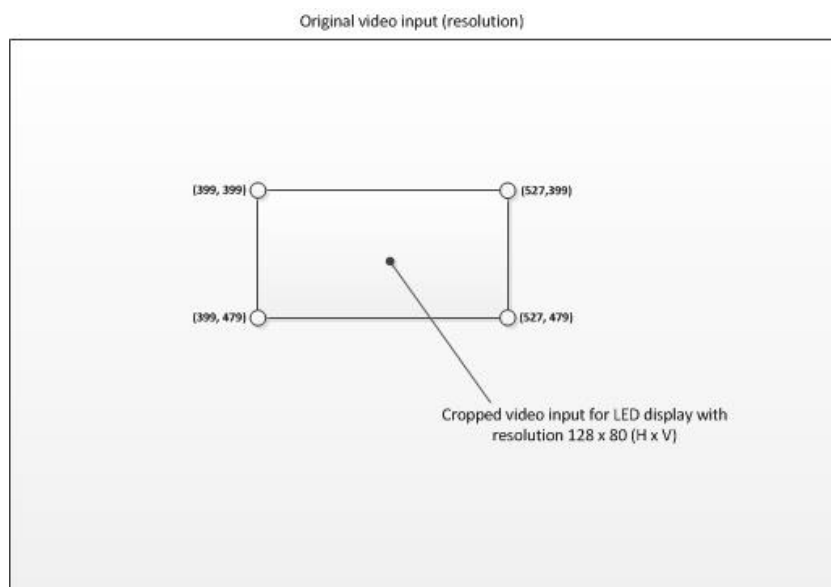 Original video input (resolution)
(399, 399)
(527,399)
(399, 479)
(527, 479)
Cropped video input for LED display with
resolution 128 x 80 (H x V)